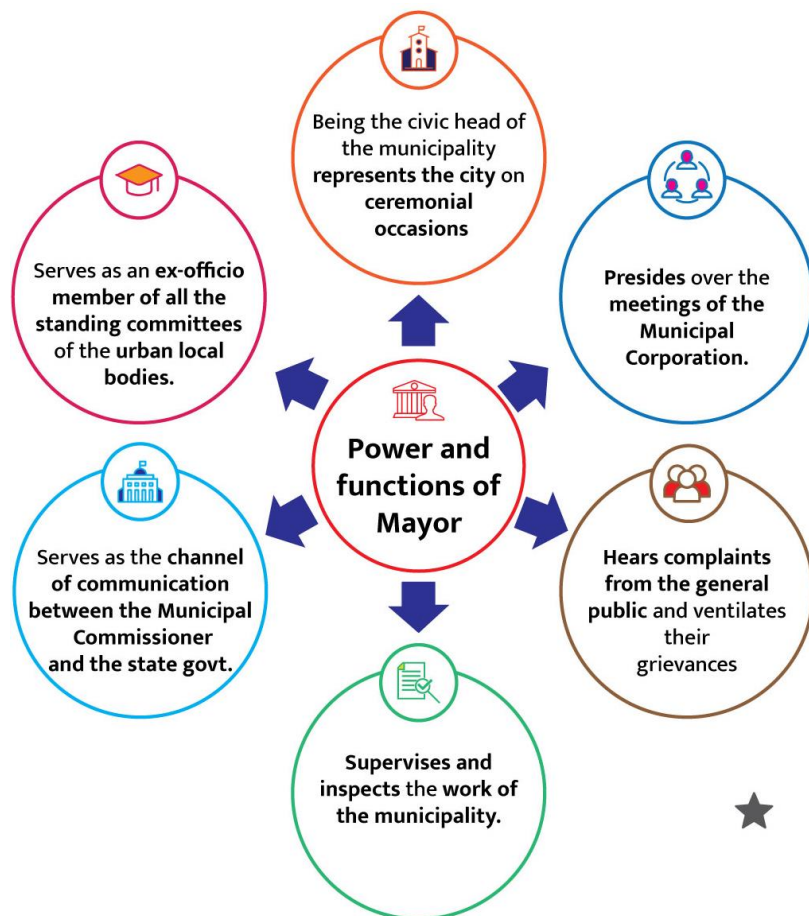 Being the civic head of
the municipality
represents the city on
ceremonial
occasions
Serves as an ex-officio
member of all the
standing committees
of the urban local
bodies.
Presides over the
meetings of the
Municipal
Corporation.
Power and
functions of
Mayor
Serves as the channel
of communication
between the Municipal
Commissioner
and the state govt.
Hears complaints
from the general
public and ventilates
their
grievances
Supervises and
inspects the work of
the municipality.